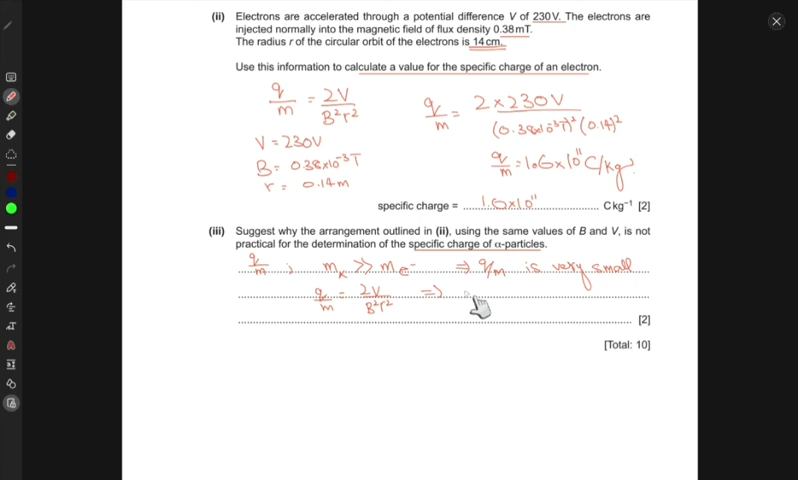 (ii) Electrons are accelerated through a potential difference V of 230 V. The electrons are
injected normally into the magnetic field of flux density 0.38 mT.
The radius r of the circular orbit of the electrons is 14 cm.
Use this information to calculate a value for the specific charge of an electron.
q/m = 2V/B²r²
q/m = 2 × 230V / (0.38×10⁻³T)² (0.14)²
V = 230V
B = 0.38×10⁻³T
r = 0.14m
q/m = 1.6×10¹¹ C/kg
specific charge = 1.6×10¹¹ C kg⁻¹ [2]
(iii) Suggest why the arrangement outlined in (ii), using the same values of B and V, is not
practical for the determination of the specific charge of α-particles.
q/m , mα >> me- ⇒ q/m is very small
q/m = 2V/B²r² ⇒
[2]
[Total: 10]